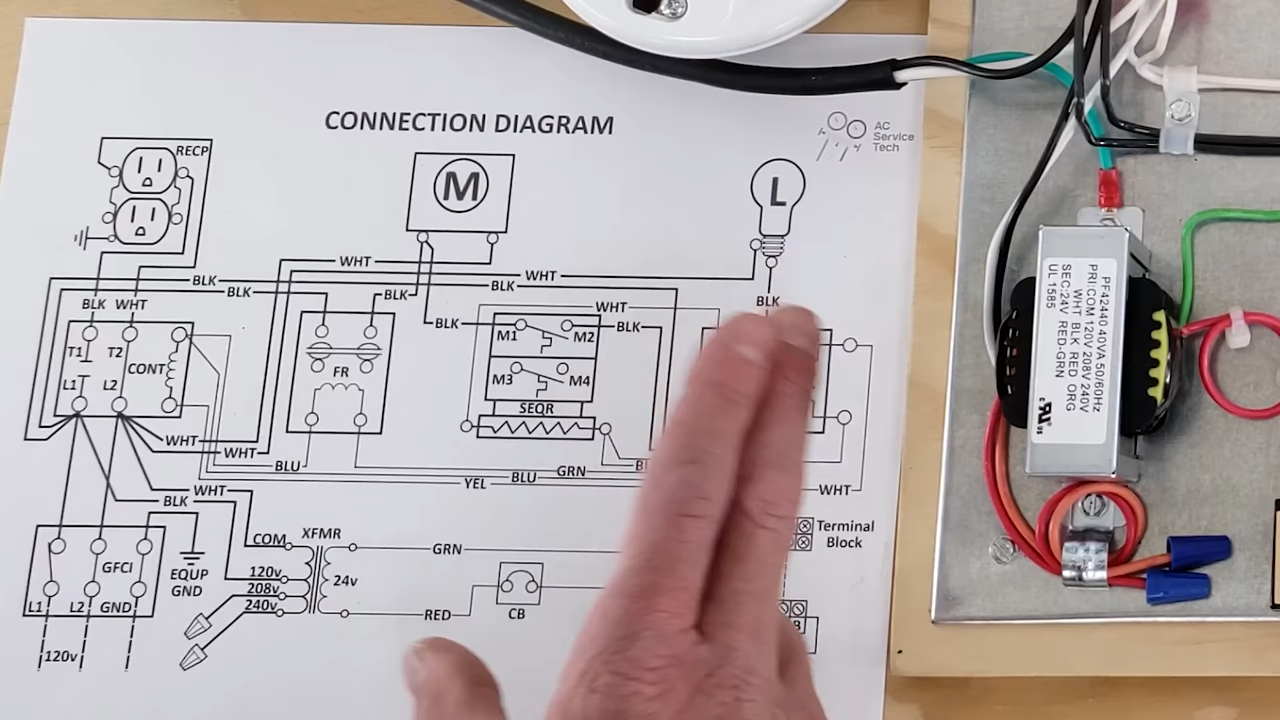 CONNECTION DIAGRAM
AC
Service
Tech
RECP
M
L
WHT
WHT
BLK
BLK
BLK
BLK
BLK
BLK
WHT
WHT
BLK
BLK
T1
T2
CONT
L1
L2
FR
M1
M2
M3
M4
SEQR
WHT
WHT
BLU
GRN
BLU
YEL
WHT
WHT
BLK
COM
XFMR
GRN
120v
208v
240v
24v
RED
CB
EQUP
GND
GFCI
L1
L2
GND
120v
Terminal
Block
PF42440 40VA 50/60Hz
PRI:COM 120V 208V 240V
WHT BLK RED ORG
SEC:24V RED-GRN
UL 1585